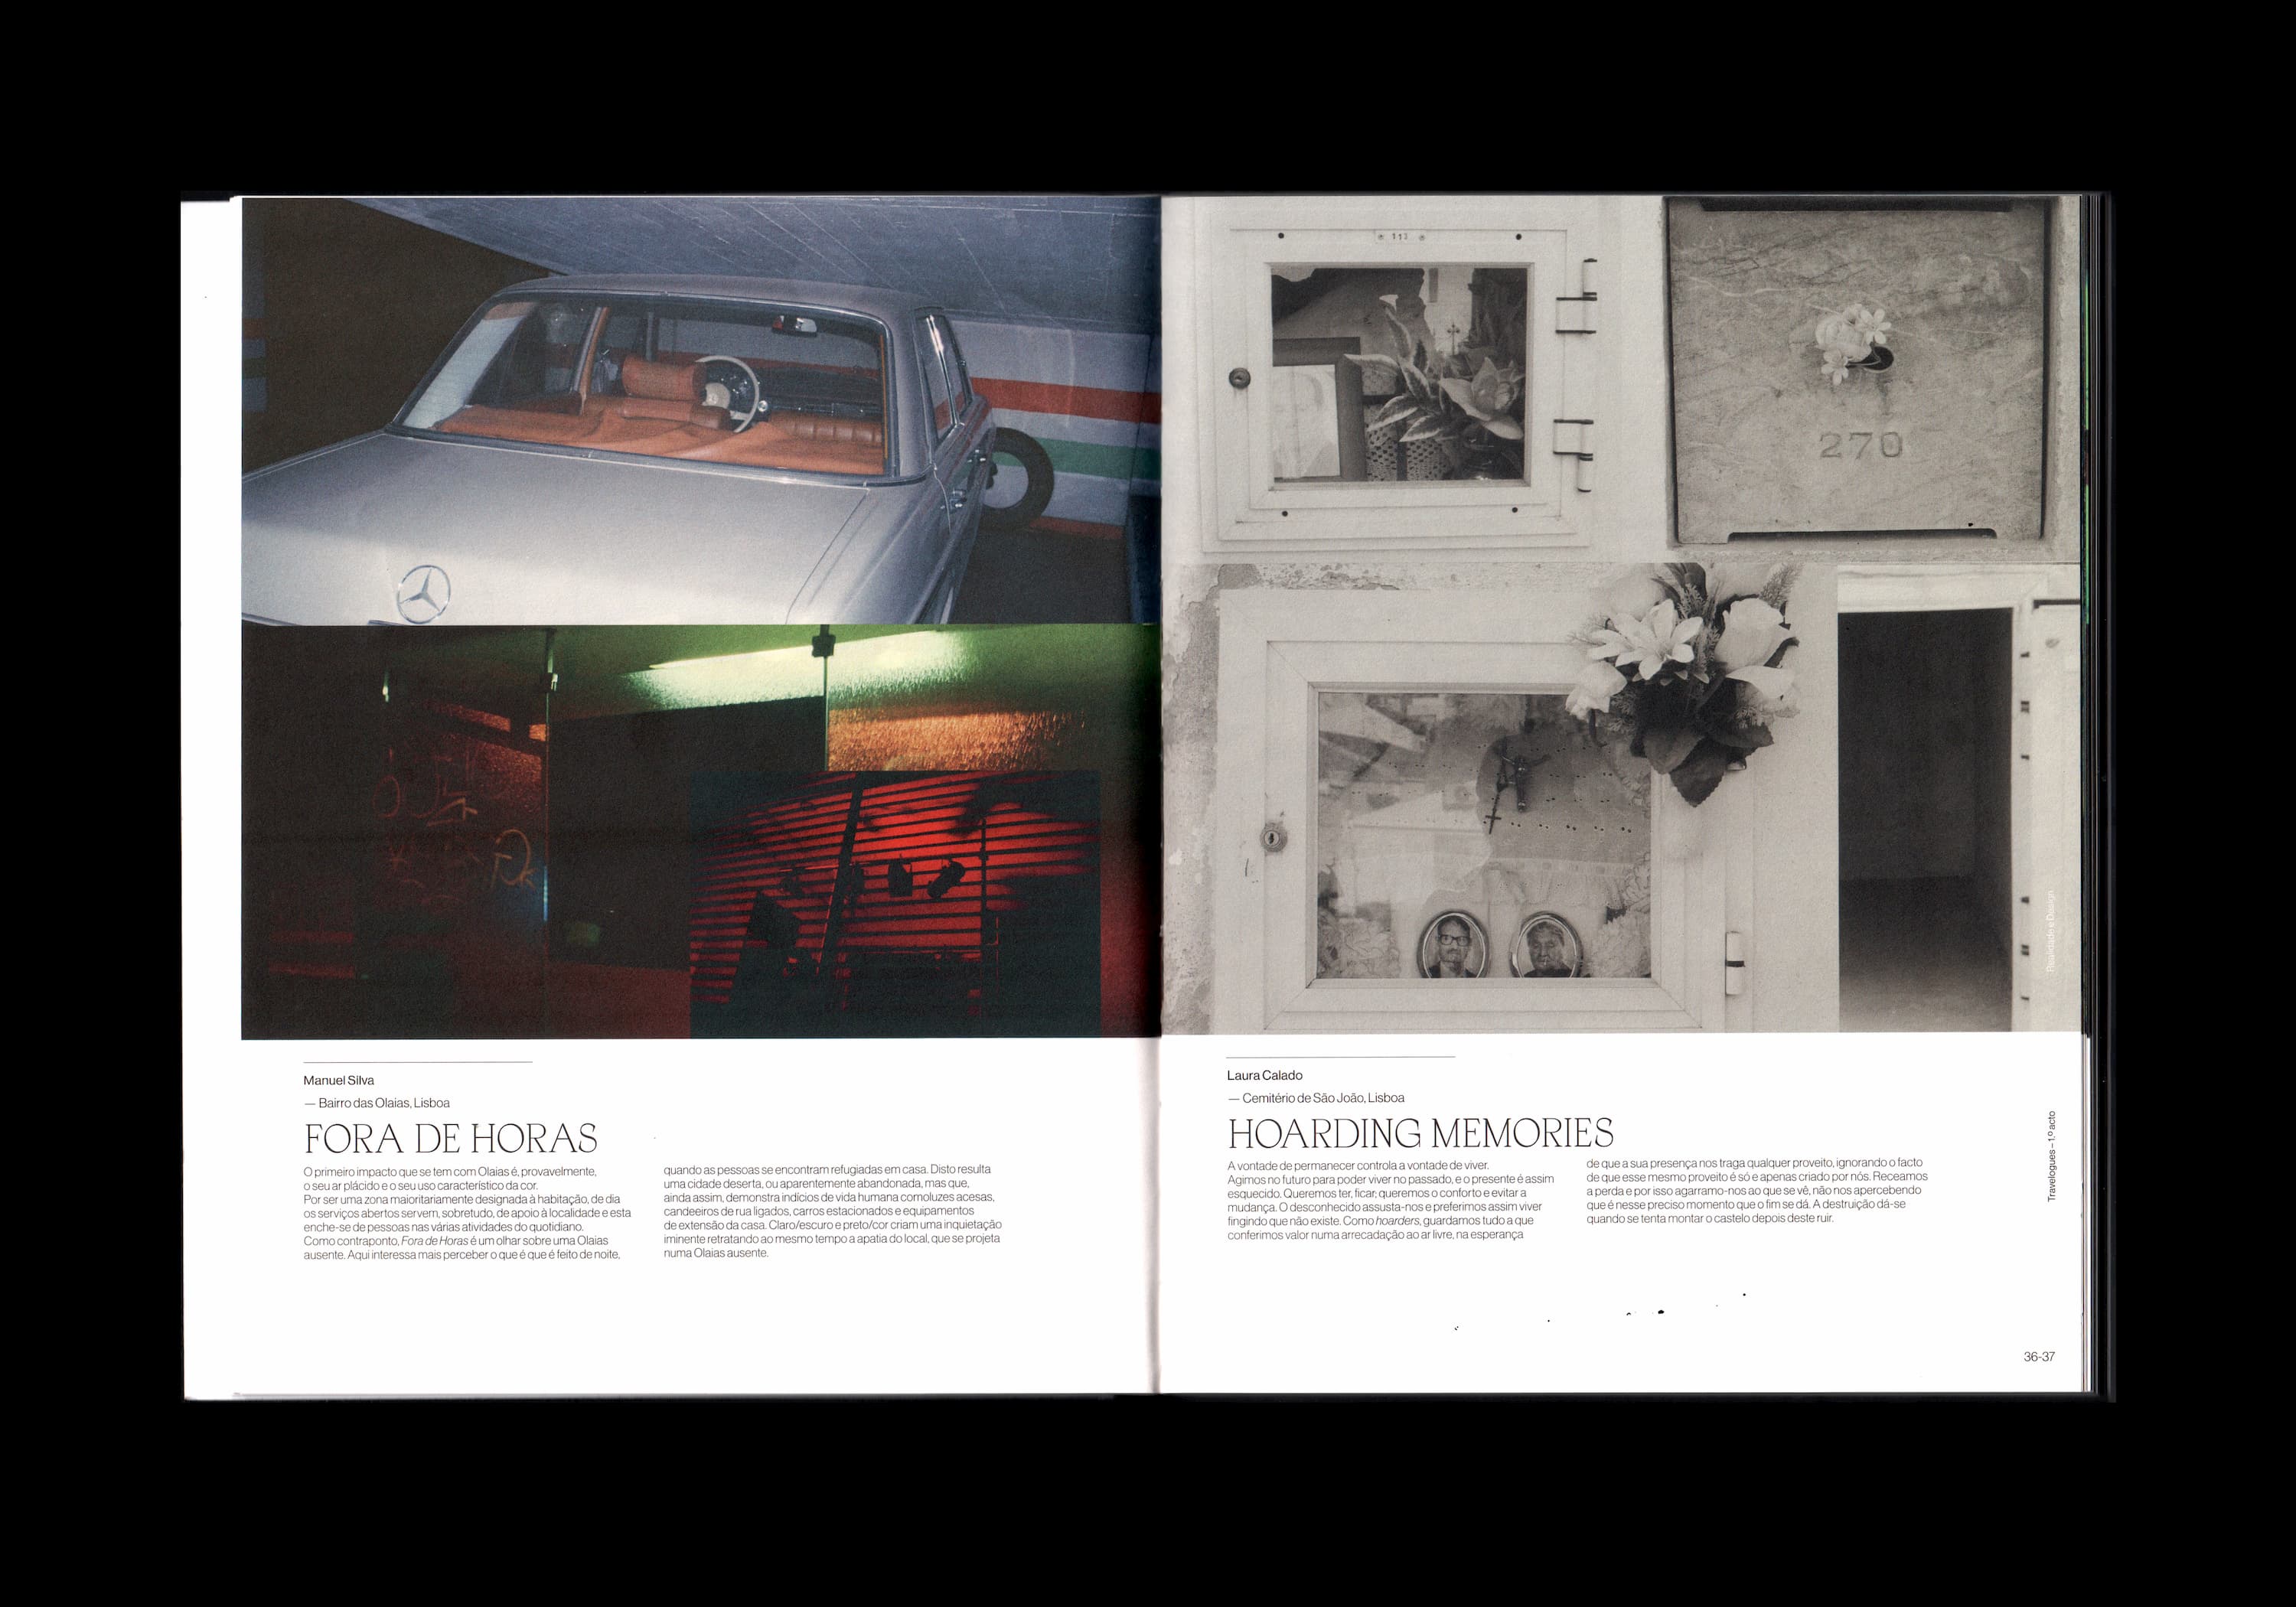 113
270
Realidade e Design
Manuel Silva
— Bairro das Olaias, Lisboa
FORA DE HORAS
O primeiro impacto que se tem com Olaias é, provavelmente,
o seu ar plácido e o seu uso característico da cor.
Por ser uma zona maioritariamente designada à habitação, de dia
os serviços abertos servem, sobretudo, de apoio à localidade e esta
enche-se de pessoas nas várias atividades do quotidiano.
Como contraponto, Fora de Horas é um olhar sobre uma Olaias
ausente. Aqui interessa mais perceber o que é que é feito de noite,
quando as pessoas se encontram refugiadas em casa. Disto resulta
uma cidade deserta, ou aparentemente abandonada, mas que,
ainda assim, demonstra indícios de vida humana comoluzes acesas,
candeeiros de rua ligados, carros estacionados e equipamentos
de extensão da casa. Claro/escuro e preto/cor criam uma inquietação
iminente retratando ao mesmo tempo a apatia do local, que se projeta
numa Olaias ausente.
Laura Calado
— Cemitério de São João, Lisboa
HOARDING MEMORIES
A vontade de permanecer controla a vontade de viver.
Agimos no futuro para poder viver no passado, e o presente é assim
esquecido. Queremos ter, ficar; queremos o conforto e evitar a
mudança. O desconhecido assusta-nos e preferimos assim viver
fingindo que não existe. Como hoarders, guardamos tudo a que
conferimos valor numa arrecadação ao ar livre, na esperança
de que a sua presença nos traga qualquer proveito, ignorando o facto
de que esse mesmo proveito é só e apenas criado por nós. Receamos
a perda e por isso agarramo-nos ao que se vê, não nos apercebendo
que é nesse preciso momento que o fim se dá. A destruição dá-se
quando se tenta montar o castelo depois deste ruir.
Travelogues – 1.º acto
36-37